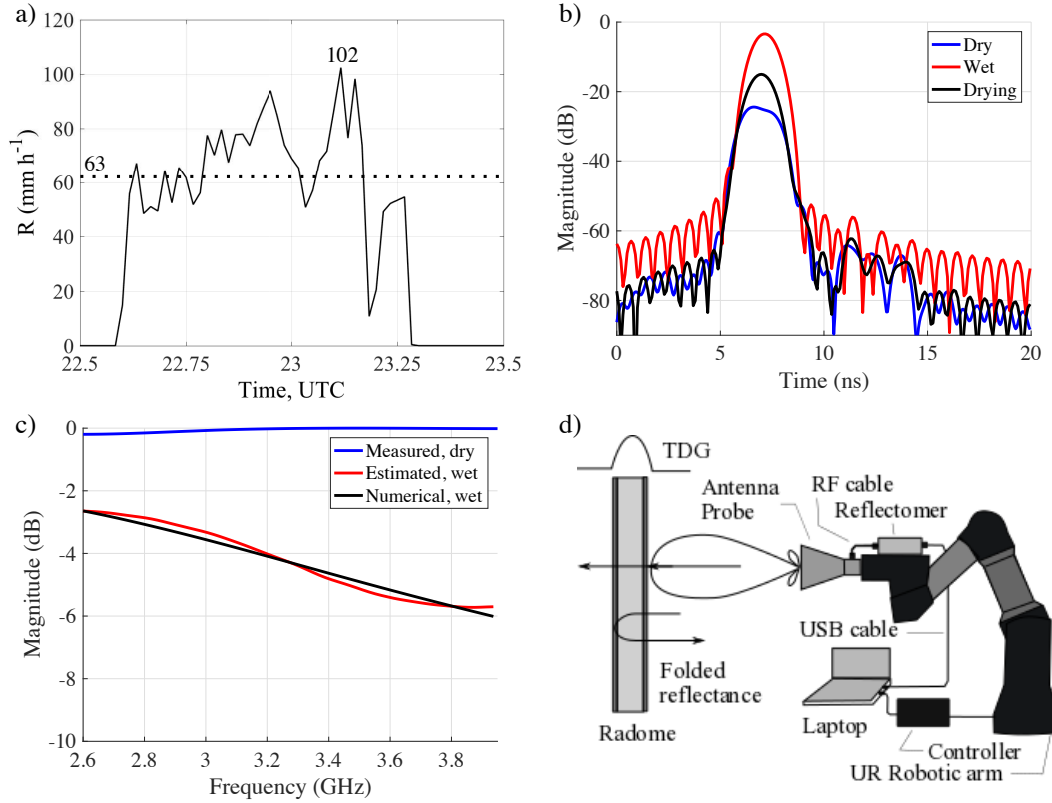 a)
120
100
80
60
40
20
0
R (mm h⁻¹)
102
63
22.5
22.75
23
23.25
23.5
Time, UTC
b)
0
-20
-40
-60
-80
Magnitude (dB)
Dry
Wet
Drying
0
5
10
15
20
Time (ns)
c)
0
-2
-4
-6
-8
-10
Magnitude (dB)
Measured, dry
Estimated, wet
Numerical, wet
2.6
3
3.2
3.4
3.8
Frequency (GHz)
d)
TDG
Antenna
Probe
RF cable
Reflectomer
USB cable
Folded
reflectance
Radome
Laptop
Controller
UR Robotic arm